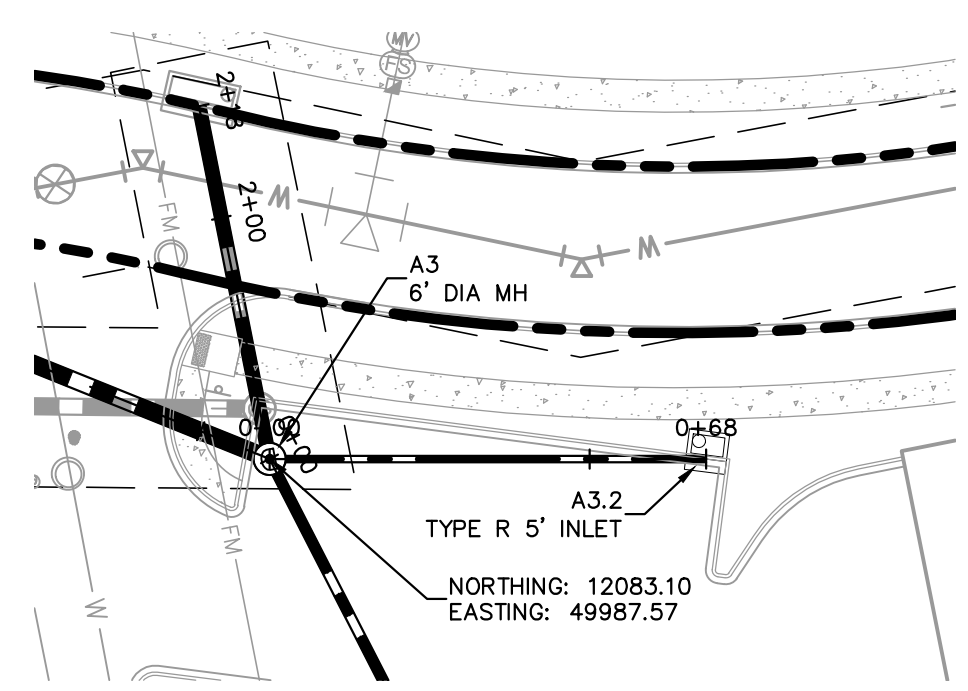 MV
FS
2+18
FM
2+00
W
W
A3
6' DIA MH
E
0+00
0+68
A3.2
TYPE R 5' INLET
FM
NORTHING: 12083.10
EASTING: 49987.57
W